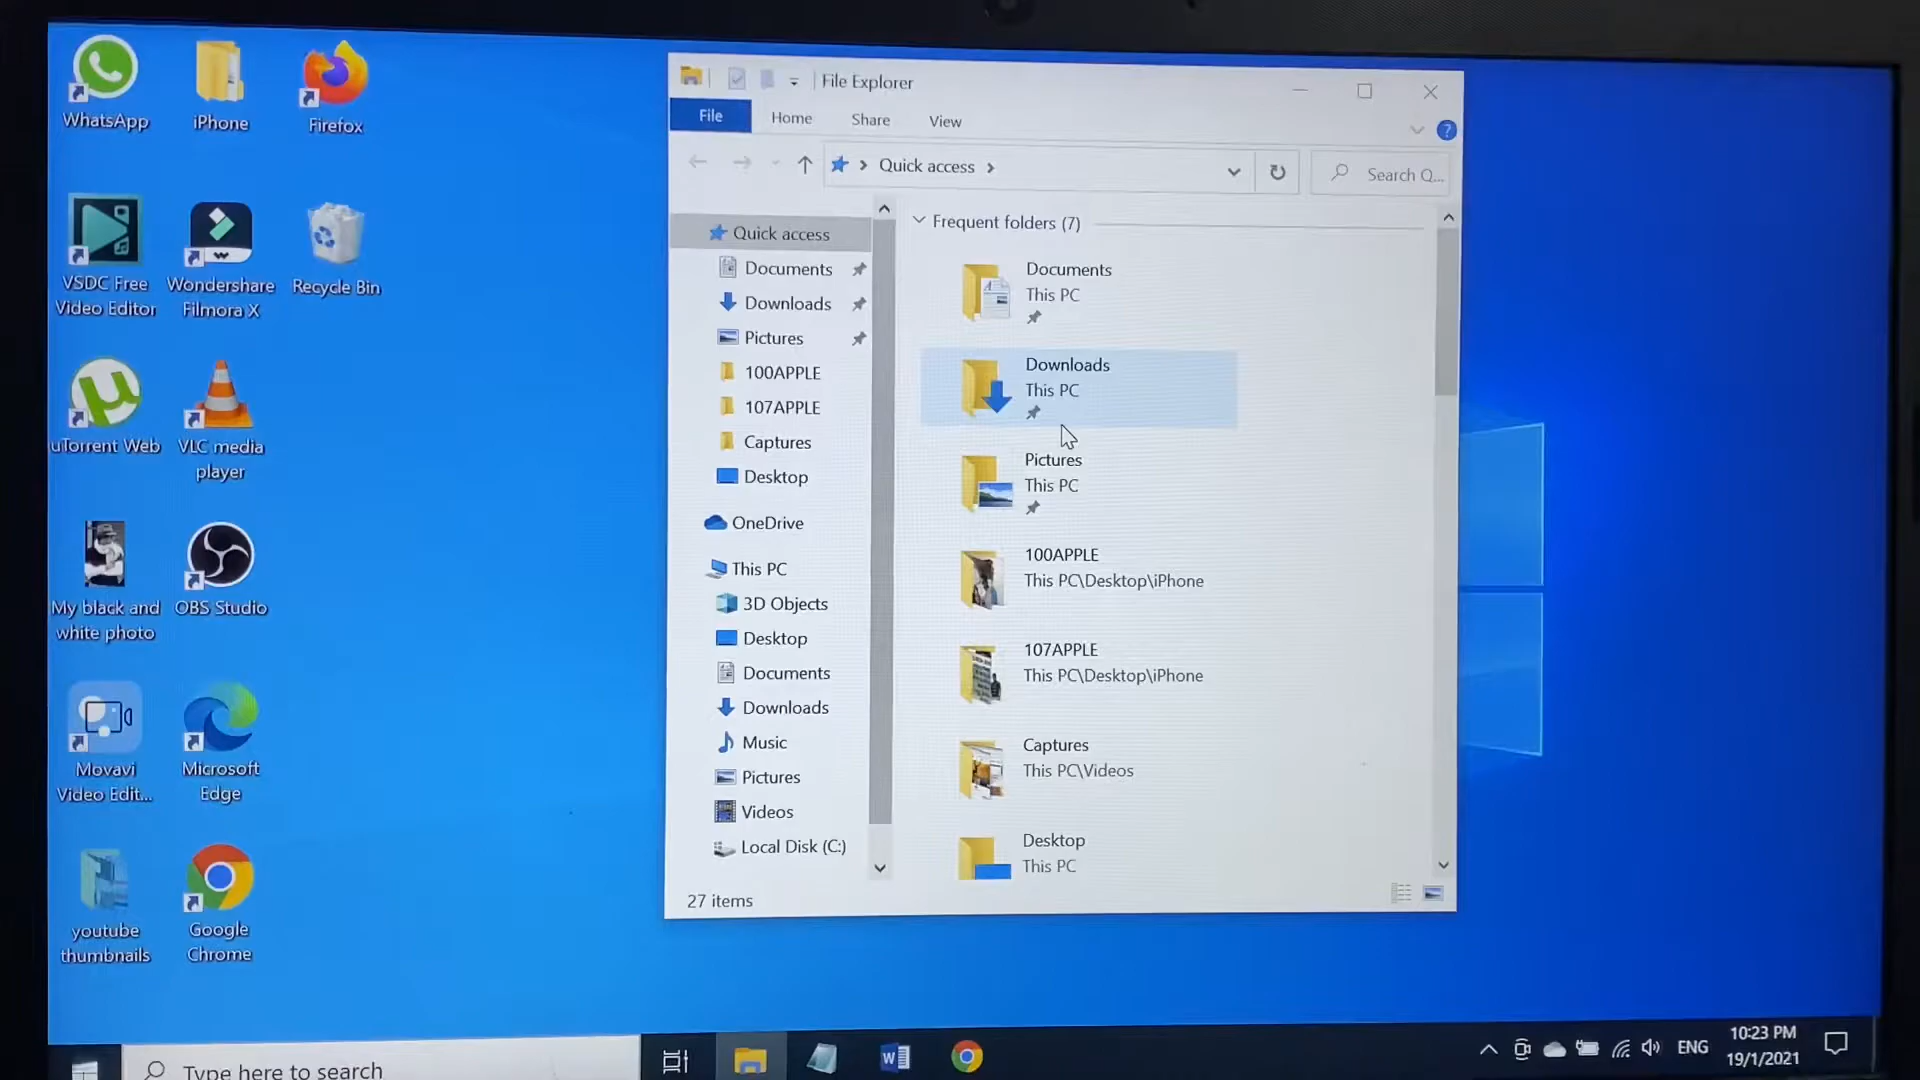 WhatsApp
iPhone
Firefox
VSDC Free
Video Editor
Wondershare
Filmora X
Recycle Bin
uTorrent Web
VLC media
player
My black and
white photo
OBS Studio
Movavi
Video Edit...
Microsoft
Edge
youtube
thumbnails
Google
Chrome
File Explorer
File
Home
Share
View
?
Quick access
Search Q...
Quick access
Documents
Downloads
Pictures
100APPLE
107APPLE
Captures
Desktop
OneDrive
This PC
3D Objects
Desktop
Documents
Downloads
Music
Pictures
Videos
Local Disk (C:)
Frequent folders (7)
Documents
This PC
Downloads
This PC
Pictures
This PC
100APPLE
This PC\Desktop\iPhone
107APPLE
This PC\Desktop\iPhone
Captures
This PC\Videos
Desktop
This PC
27 items
Type here to search
ENG
10:23 PM
19/1/2021